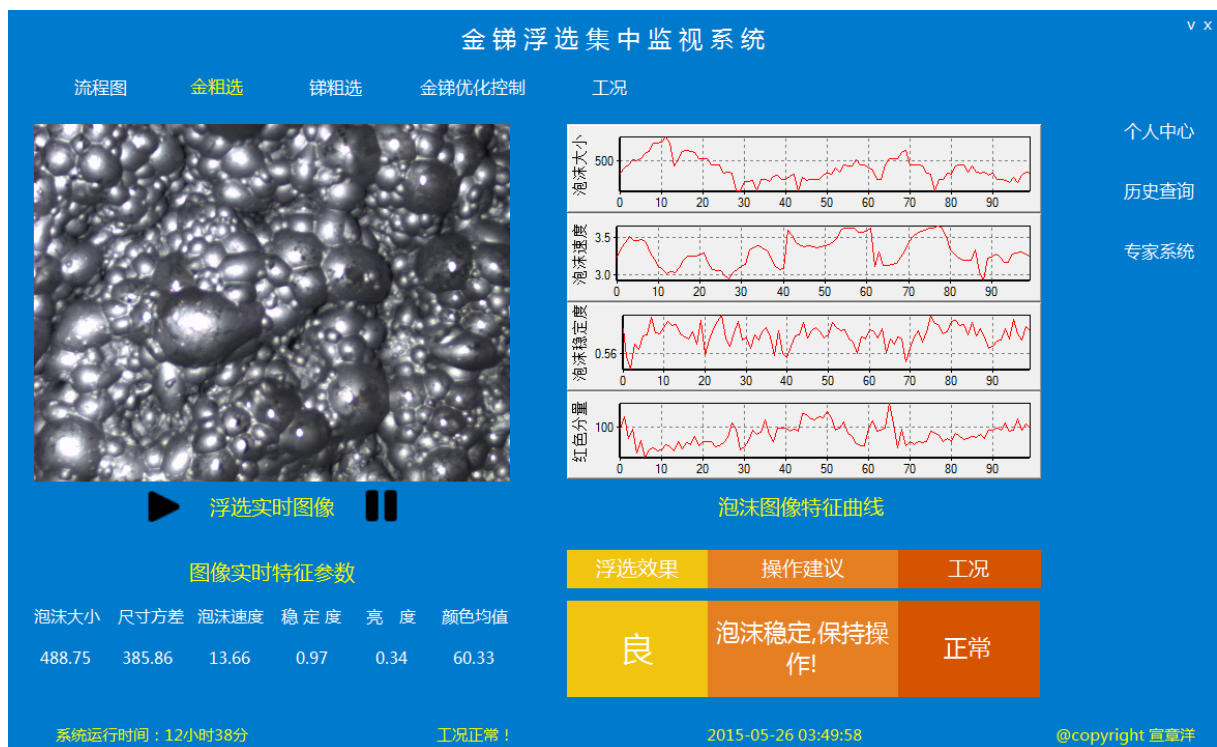 金锑浮选集中监视系统
v x
流程图 金粗选 锑粗选 金锑优化控制 工况
个人中心
历史查询
专家系统
泡沫大小
500
0 10 20 30 40 50 60 70 80 90
泡沫速度
3.5
3.0
0 10 20 30 40 50 60 70 80 90
泡沫稳定度
0.56
0 10 20 30 40 50 60 70 80 90
红色分量
100
0 10 20 30 40 50 60 70 80 90
浮选实时图像
泡沫图像特征曲线
图像实时特征参数
泡沫大小 尺寸方差 泡沫速度 稳定度 亮 度 颜色均值
488.75 385.86 13.66 0.97 0.34 60.33
浮选效果 操作建议 工况
良
泡沫稳定,保持操
作!
正常
系统运行时间：12小时38分 工况正常！ 2015-05-26 03:49:58 @copyright 宣章洋